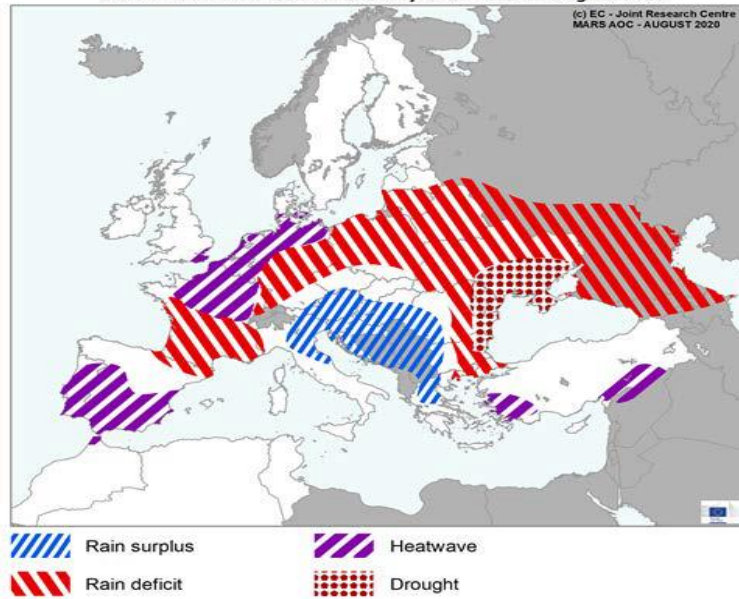 (c) EC - Joint Research Centre
MARS AOC - AUGUST 2020
Rain surplus
Heatwave
Rain deficit
Drought